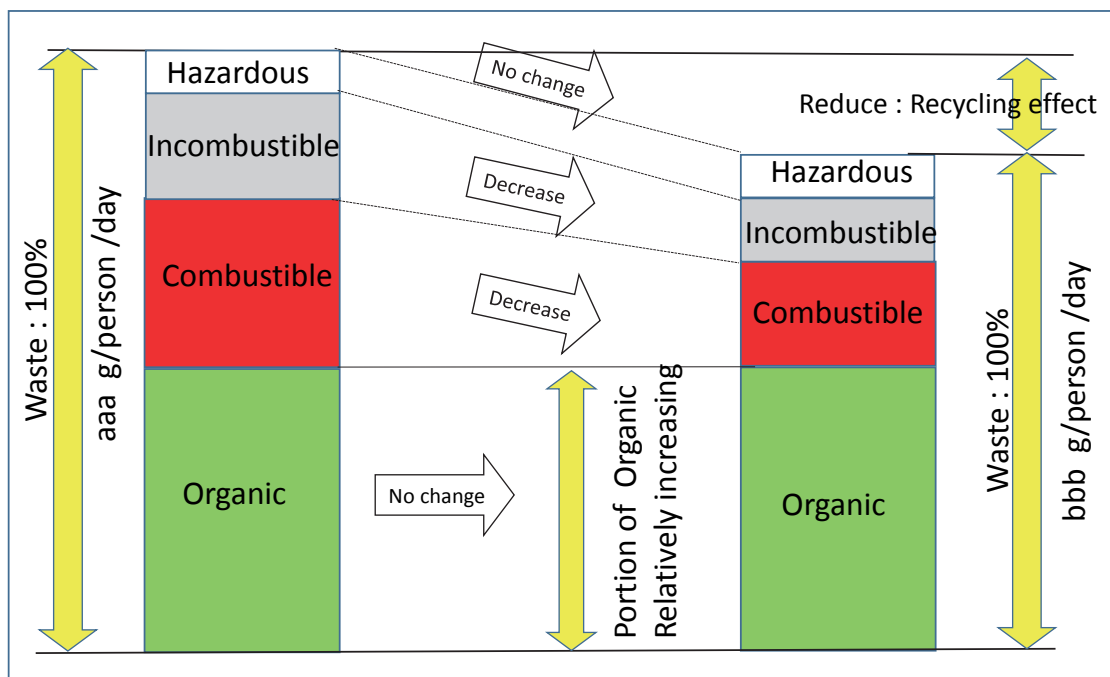 Waste : 100%
aaa  g/person /day
Hazardous
Incombustible
Combustible
Organic
No change
Decrease
Decrease
No change
Portion of  Organic
Relatively increasing
Reduce : Recycling effect
Hazardous
Incombustible
Combustible
Organic
Waste : 100%
bbb  g/person /day